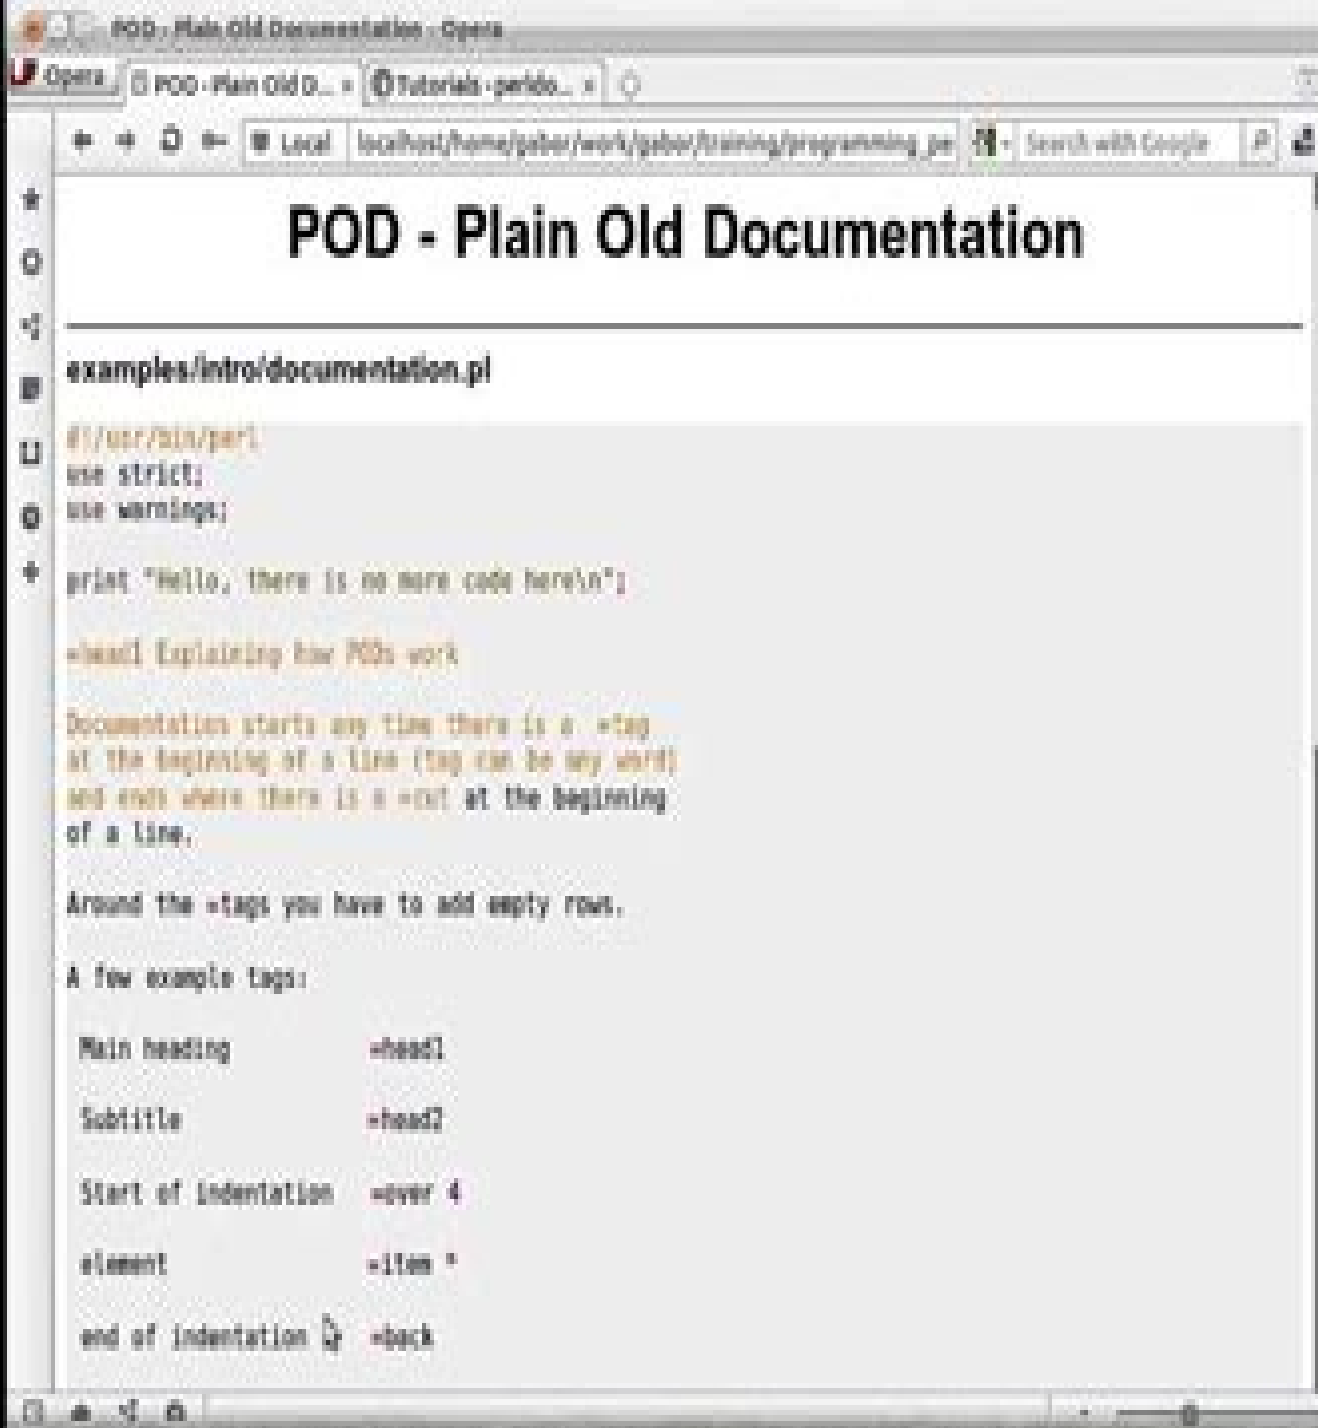 POD - Plain Old Documentation - Opera
Opera
POD - Plain Old D...
Tutorials - perldo...
Local
localhost/home/gabor/work/gabor/training/programming_pe
Search with Google
POD - Plain Old Documentation
examples/intro/documentation.pl
#!/usr/bin/perl
use strict;
use warnings;
print "Hello, there is no more code here\n";
=head1 Explaining how PODs work
Documentation starts any time there is a =tag
at the beginning of a line (tag can be any word)
and ends where there is a =cut at the beginning
of a line.
Around the =tags you have to add empty rows.
A few example tags:
Main heading =head1
Subtitle =head2
Start of indentation =over 4
element =item *
end of indentation =back